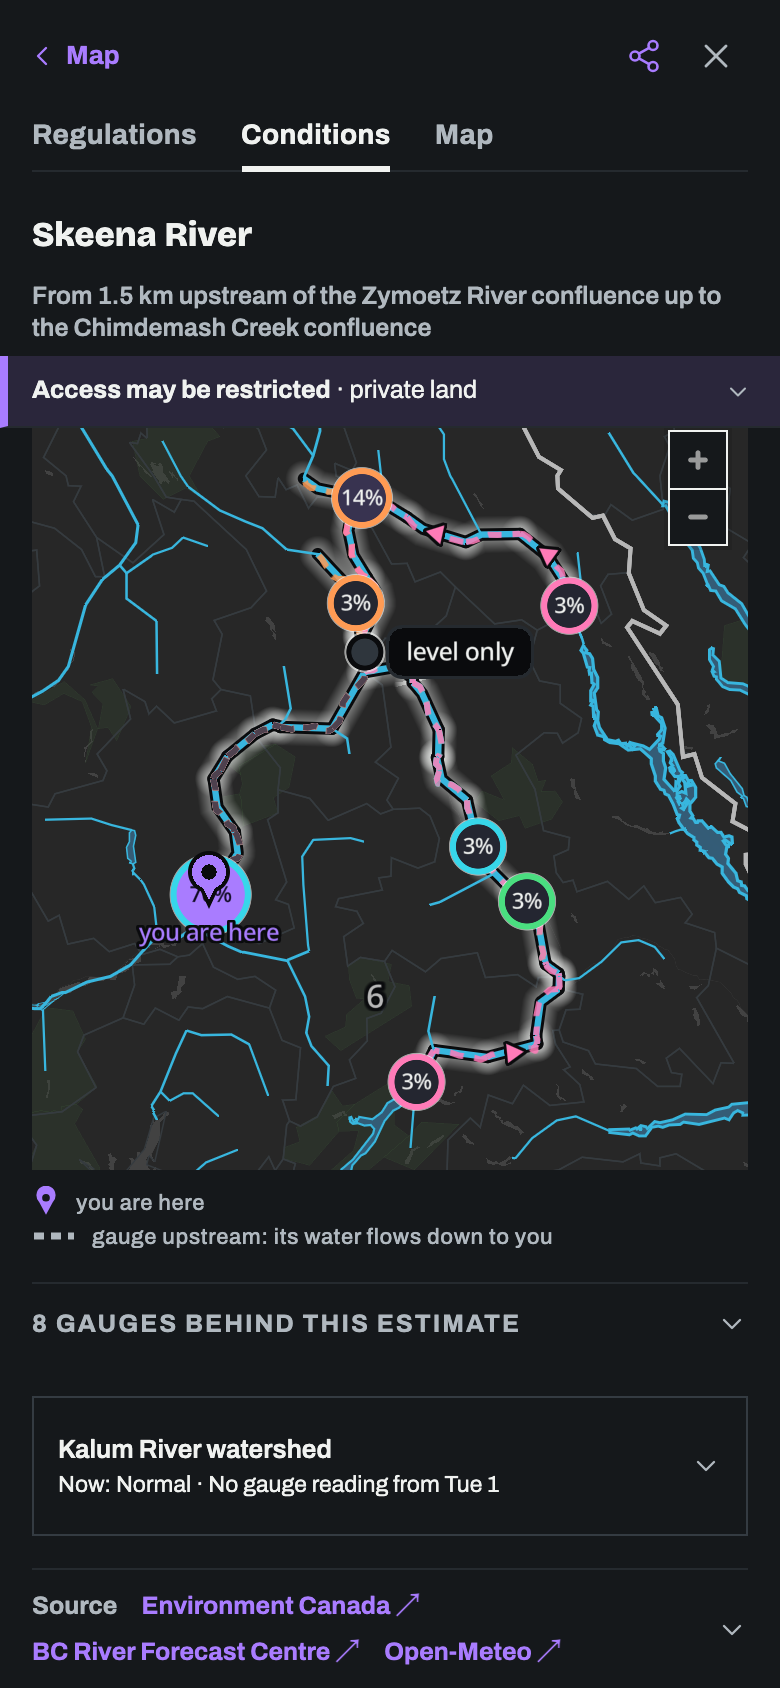 Map
Regulations
Conditions
Map
Skeena River
From 1.5 km upstream of the Zymoetz River confluence up to
the Chimdemash Creek confluence
Access may be restricted · private land
+
−
14%
3%
3%
level only
3%
3%
you are here
6
3%
you are here
gauge upstream: its water flows down to you
8 GAUGES BEHIND THIS ESTIMATE
Kalum River watershed
Now: Normal · No gauge reading from Tue 1
Source Environment Canada ↗
BC River Forecast Centre ↗ Open-Meteo ↗